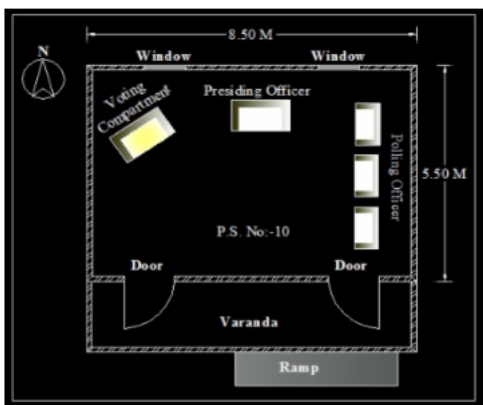 8.50 M
N
Window
Window
Voting
Compartment
Presiding Officer
Polling Officer
5.50 M
P.S. No:-10
Door
Door
Varanda
Ramp